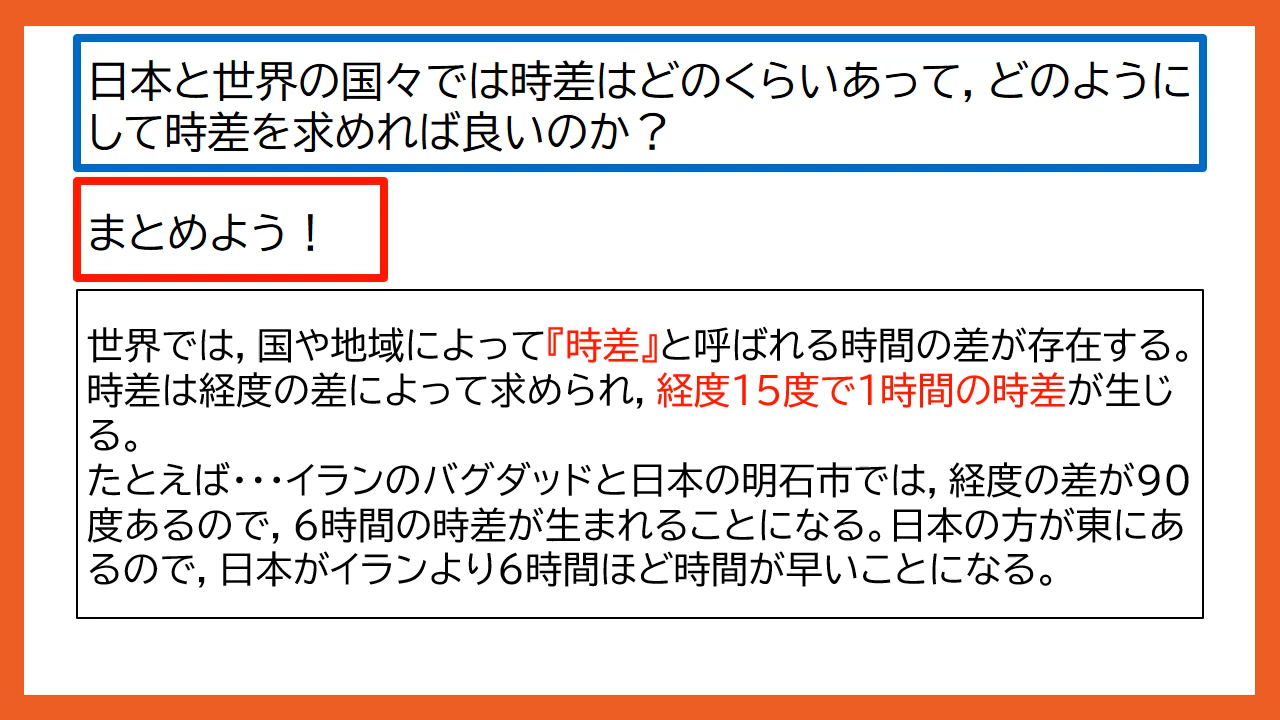 日本と世界の国々では時差はどのくらいあって，どのように
して時差を求めれば良いのか？
まとめよう！
世界では，国や地域によって『時差』と呼ばれる時間の差が存在する。
時差は経度の差によって求められ，経度１５度で１時間の時差が生じ
る。
たとえば・・・イランのバグダッドと日本の明石市では，経度の差が９０
度あるので，６時間の時差が生まれることになる。日本の方が東にあ
るので，日本がイランより６時間ほど時間が早いことになる。